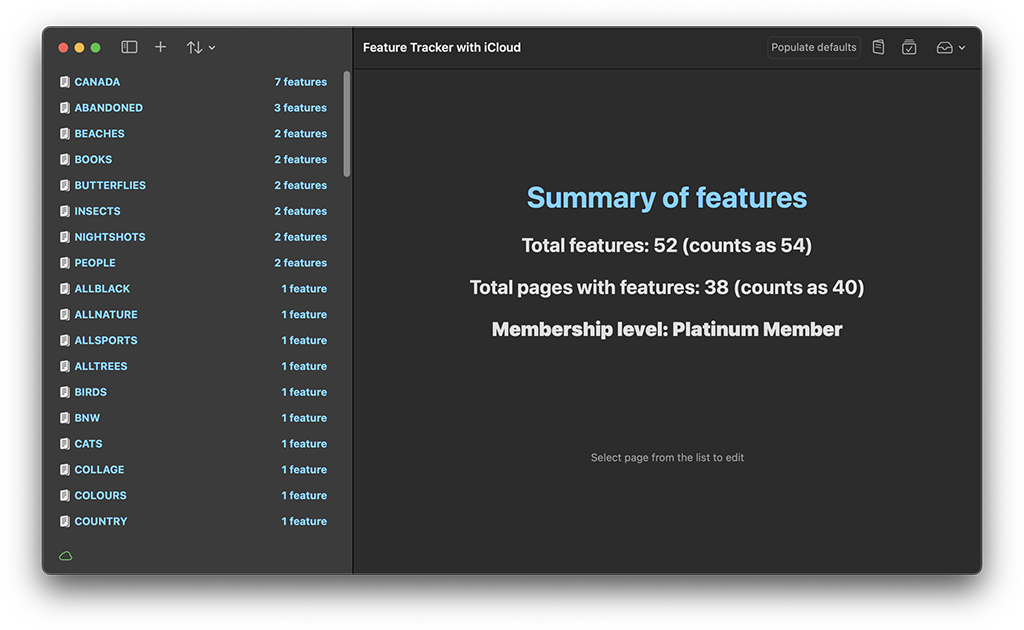 Feature Tracker with iCloud
Populate defaults
CANADA 7 features
ABANDONED 3 features
BEACHES 2 features
BOOKS 2 features
BUTTERFLIES 2 features
INSECTS 2 features
NIGHTSHOTS 2 features
PEOPLE 2 features
ALLBLACK 1 feature
ALLNATURE 1 feature
ALLSPORTS 1 feature
ALLTREES 1 feature
BIRDS 1 feature
BNW 1 feature
CATS 1 feature
COLLAGE 1 feature
COLOURS 1 feature
COUNTRY 1 feature
Summary of features
Total features: 52 (counts as 54)
Total pages with features: 38 (counts as 40)
Membership level: Platinum Member
Select page from the list to edit